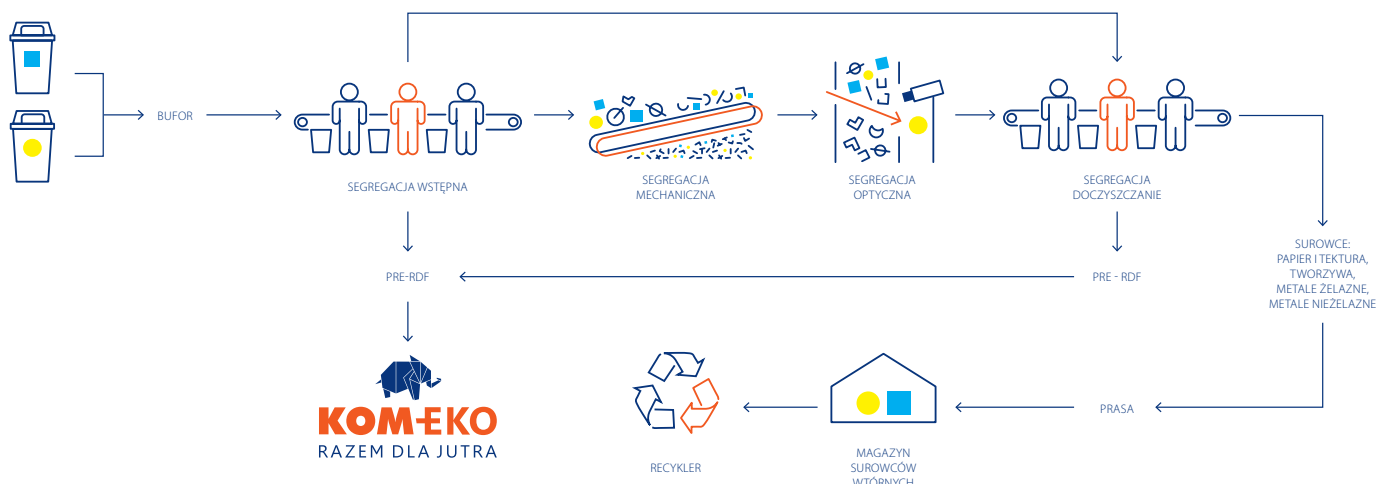 BUFOR
SEGREGACJA WSTĘPNA
SEGREGACJA
MECHANICZNA
SEGREGACJA
OPTYCZNA
SEGREGACJA
DOCZYSZCZANIE
SUROWCE:
PAPIER I TEKTURA,
TWORZYWA,
METALE ŻELAZNE,
METALE NIEŻELAZNE
PRE-RDF
PRE - RDF
KOM-EKO
RAZEM DLA JUTRA
RECYKLER
MAGAZYN
SUROWCÓW
WTÓRNYCH
PRASA